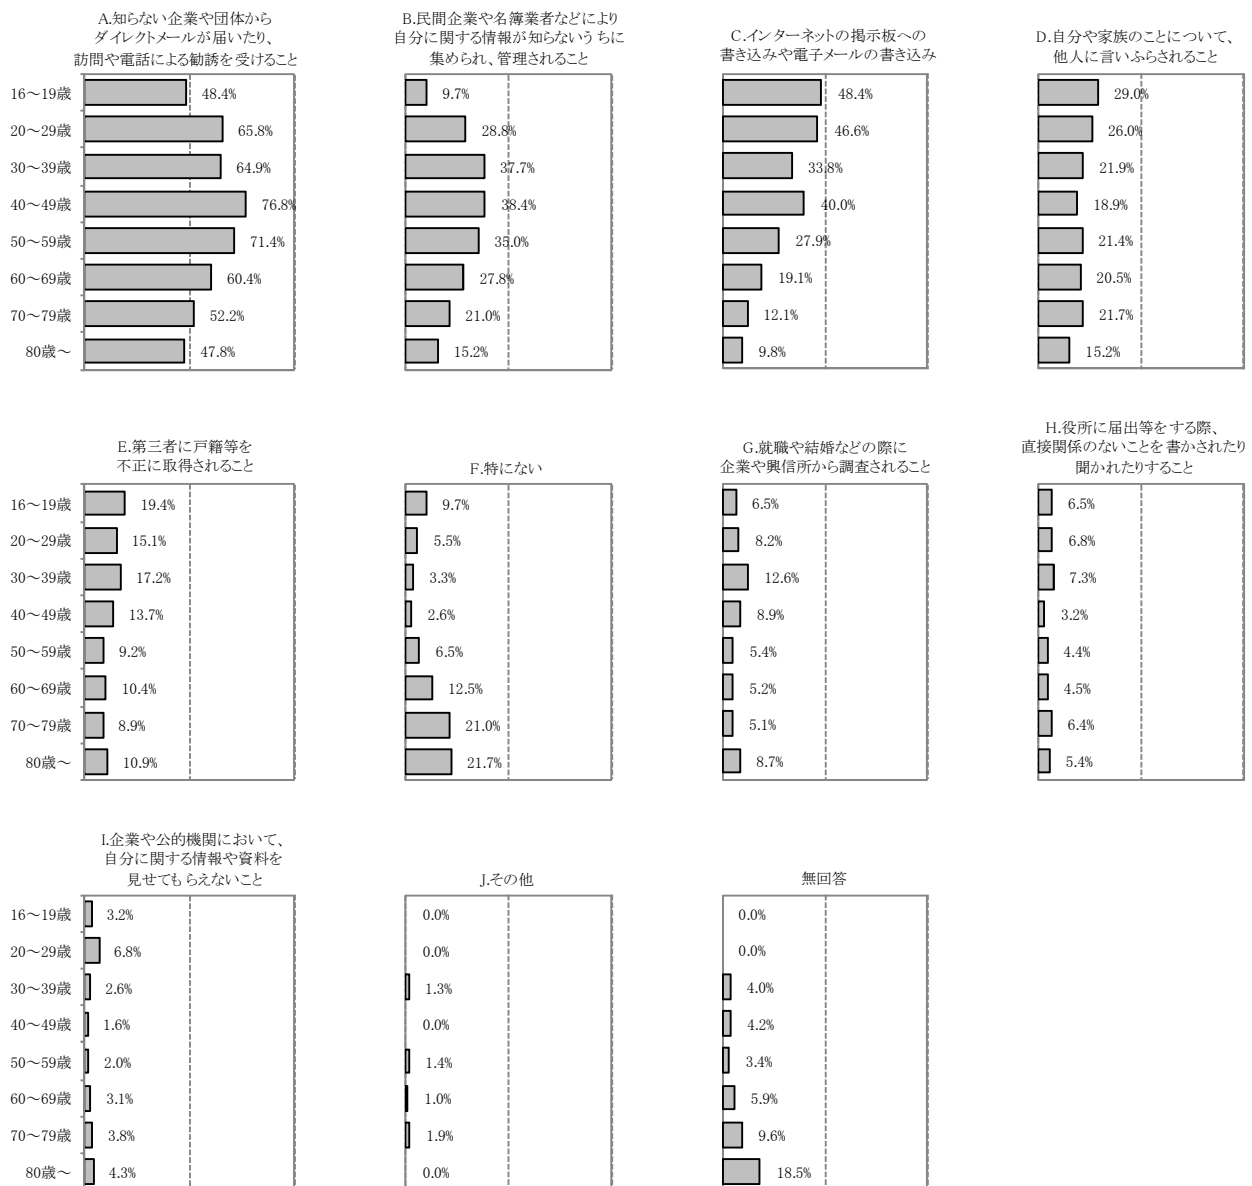 A.知らない企業や団体から
ダイレクトメールが届いたり、
訪問や電話による勧誘を受けること
B.民間企業や名簿業者などにより
自分に関する情報が知らないうちに
集められ、管理されること
C.インターネットの掲示板への
書き込みや電子メールの書き込み
D.自分や家族のことについて、
他人に言いふらされること
16～19歳 48.4% 9.7% 48.4% 29.0%
20～29歳 65.8% 28.8% 46.6% 26.0%
30～39歳 64.9% 37.7% 33.8% 21.9%
40～49歳 76.8% 38.4% 40.0% 18.9%
50～59歳 71.4% 35.0% 27.9% 21.4%
60～69歳 60.4% 27.8% 19.1% 20.5%
70～79歳 52.2% 21.0% 12.1% 21.7%
80歳～ 47.8% 15.2% 9.8% 15.2%
E.第三者に戸籍等を
不正に取得されること
F.特にない
G.就職や結婚などの際に
企業や興信所から調査されること
H.役所に届出等をする際、
直接関係のないことを書かされたり
聞かれたりすること
16～19歳 19.4% 9.7% 6.5% 6.5%
20～29歳 15.1% 5.5% 8.2% 6.8%
30～39歳 17.2% 3.3% 12.6% 7.3%
40～49歳 13.7% 2.6% 8.9% 3.2%
50～59歳 9.2% 6.5% 5.4% 4.4%
60～69歳 10.4% 12.5% 5.2% 4.5%
70～79歳 8.9% 21.0% 5.1% 6.4%
80歳～ 10.9% 21.7% 8.7% 5.4%
I.企業や公的機関において、
自分に関する情報や資料を
見せてもらえないこと
J.その他
無回答
16～19歳 3.2% 0.0% 0.0%
20～29歳 6.8% 0.0% 0.0%
30～39歳 2.6% 1.3% 4.0%
40～49歳 1.6% 0.0% 4.2%
50～59歳 2.0% 1.4% 3.4%
60～69歳 3.1% 1.0% 5.9%
70～79歳 3.8% 1.9% 9.6%
80歳～ 4.3% 0.0% 18.5%